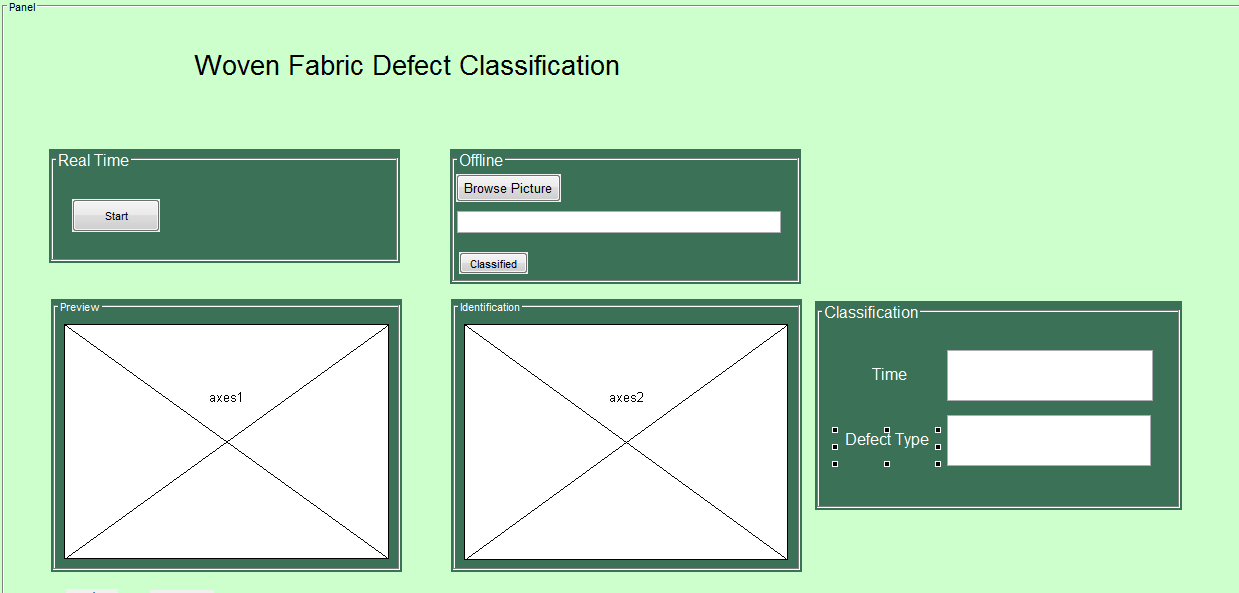 Panel
Woven Fabric Defect Classification
Real Time
Start
Offline
Browse Picture
Classified
Preview
axes1
Identification
axes2
Classification
Time
Defect Type